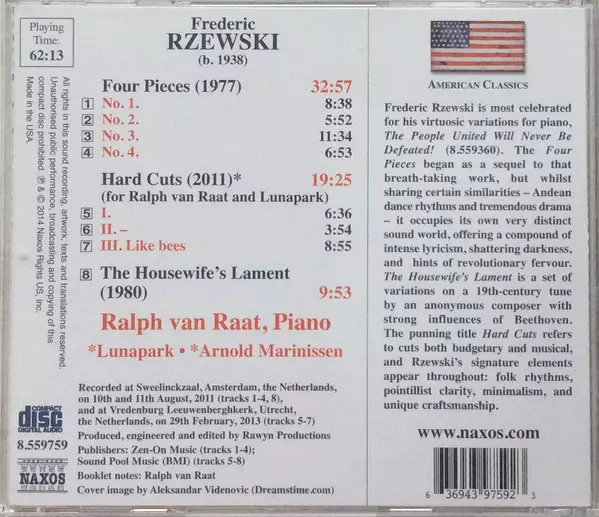 Playing
Time:
62:13
Frederic
RZEWSKI
(b. 1938)
Four Pieces (1977) 32:57
1 No. 1. 8:38
2 No. 2. 5:52
3 No. 3. 11:34
4 No. 4. 6:53
Hard Cuts (2011)* 19:25
(for Ralph van Raat and Lunapark)
5 I. 6:36
6 II. – 3:54
7 III. Like bees 8:55
8 The Housewife's Lament
(1980) 9:53
Ralph van Raat, Piano
*Lunapark • *Arnold Marinissen
Recorded at Sweelinckzaal, Amsterdam, the Netherlands,
on 10th and 11th August, 2011 (tracks 1-4, 8),
and at Vredenburg Leeuwenberghkerk, Utrecht,
the Netherlands, on 29th February, 2013 (tracks 5-7)
Produced, engineered and edited by Rawyn Productions
Publishers: Zen-On Music (tracks 1-4);
Sound Pool Music (BMI) (tracks 5-8)
Booklet notes: Ralph van Raat
Cover image by Aleksandar Videnovic (Dreamstime.com)
All rights in this sound recording, artwork, texts and translations reserved.
Unauthorised public performance, broadcasting and copying of this
compact disc prohibited. ℗ & © 2014 Naxos Rights US, Inc.
Made in the USA.
COMPACT
disc
DIGITAL AUDIO
8.559759
NAXOS
AMERICAN CLASSICS
Frederic Rzewski is most celebrated
for his virtuosic variations for piano,
The People United Will Never Be
Defeated! (8.559360). The Four
Pieces began as a sequel to that
breath-taking work, but whilst
sharing certain similarities – Andean
dance rhythms and tremendous drama
– it occupies its own very distinct
sound world, offering a compound of
intense lyricism, shattering darkness,
and hints of revolutionary fervour.
The Housewife's Lament is a set of
variations on a 19th-century tune
by an anonymous composer with
strong influences of Beethoven.
The punning title Hard Cuts refers
to cuts both budgetary and musical,
and Rzewski's signature elements
appear throughout: folk rhythms,
pointillist clarity, minimalism, and
unique craftsmanship.
www.naxos.com
6 36943 97592 3